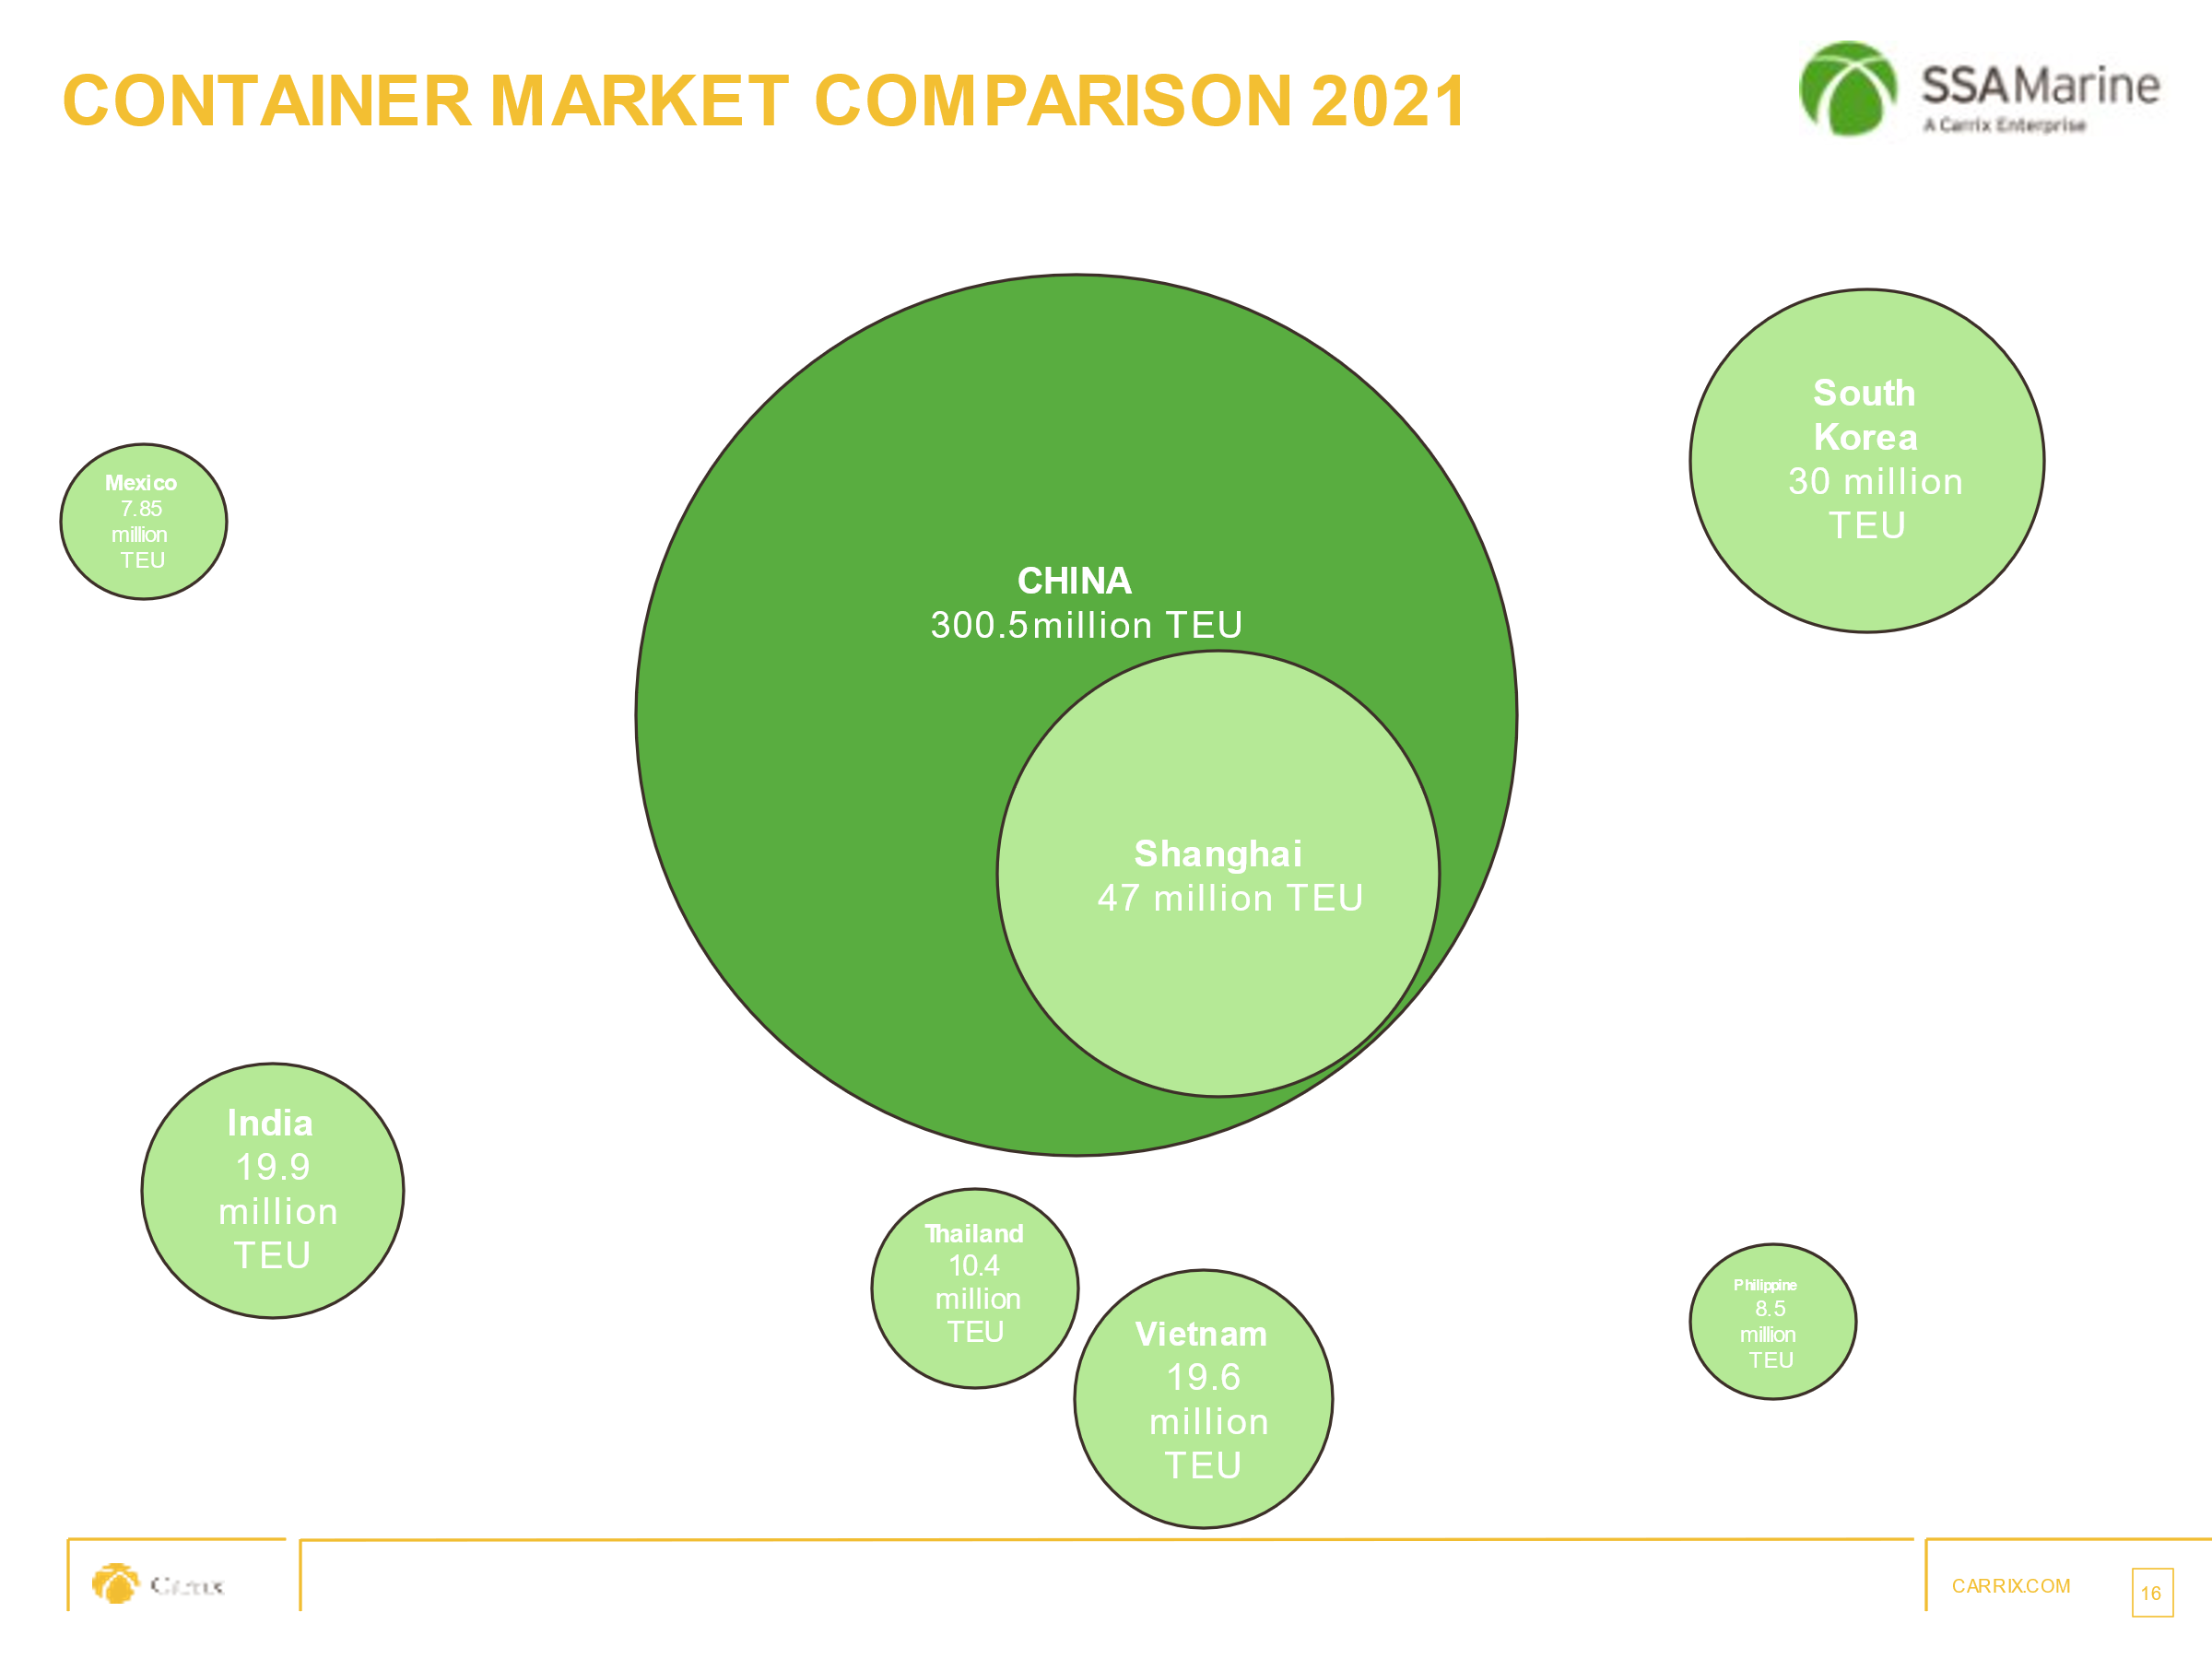 CONTAINER MARKET COMPARISON 2021
SSAMarine
A Carrix Enterprise
South
Korea
30 million
TEU
Mexico
7.85
million
TEU
CHINA
300.5million TEU
Shanghai
47 million TEU
India
19.9
million
TEU
Thailand
10.4
million
TEU
Vietnam
19.6
million
TEU
Philippine
8.5
million
TEU
Carrix
CARRIX.COM
16